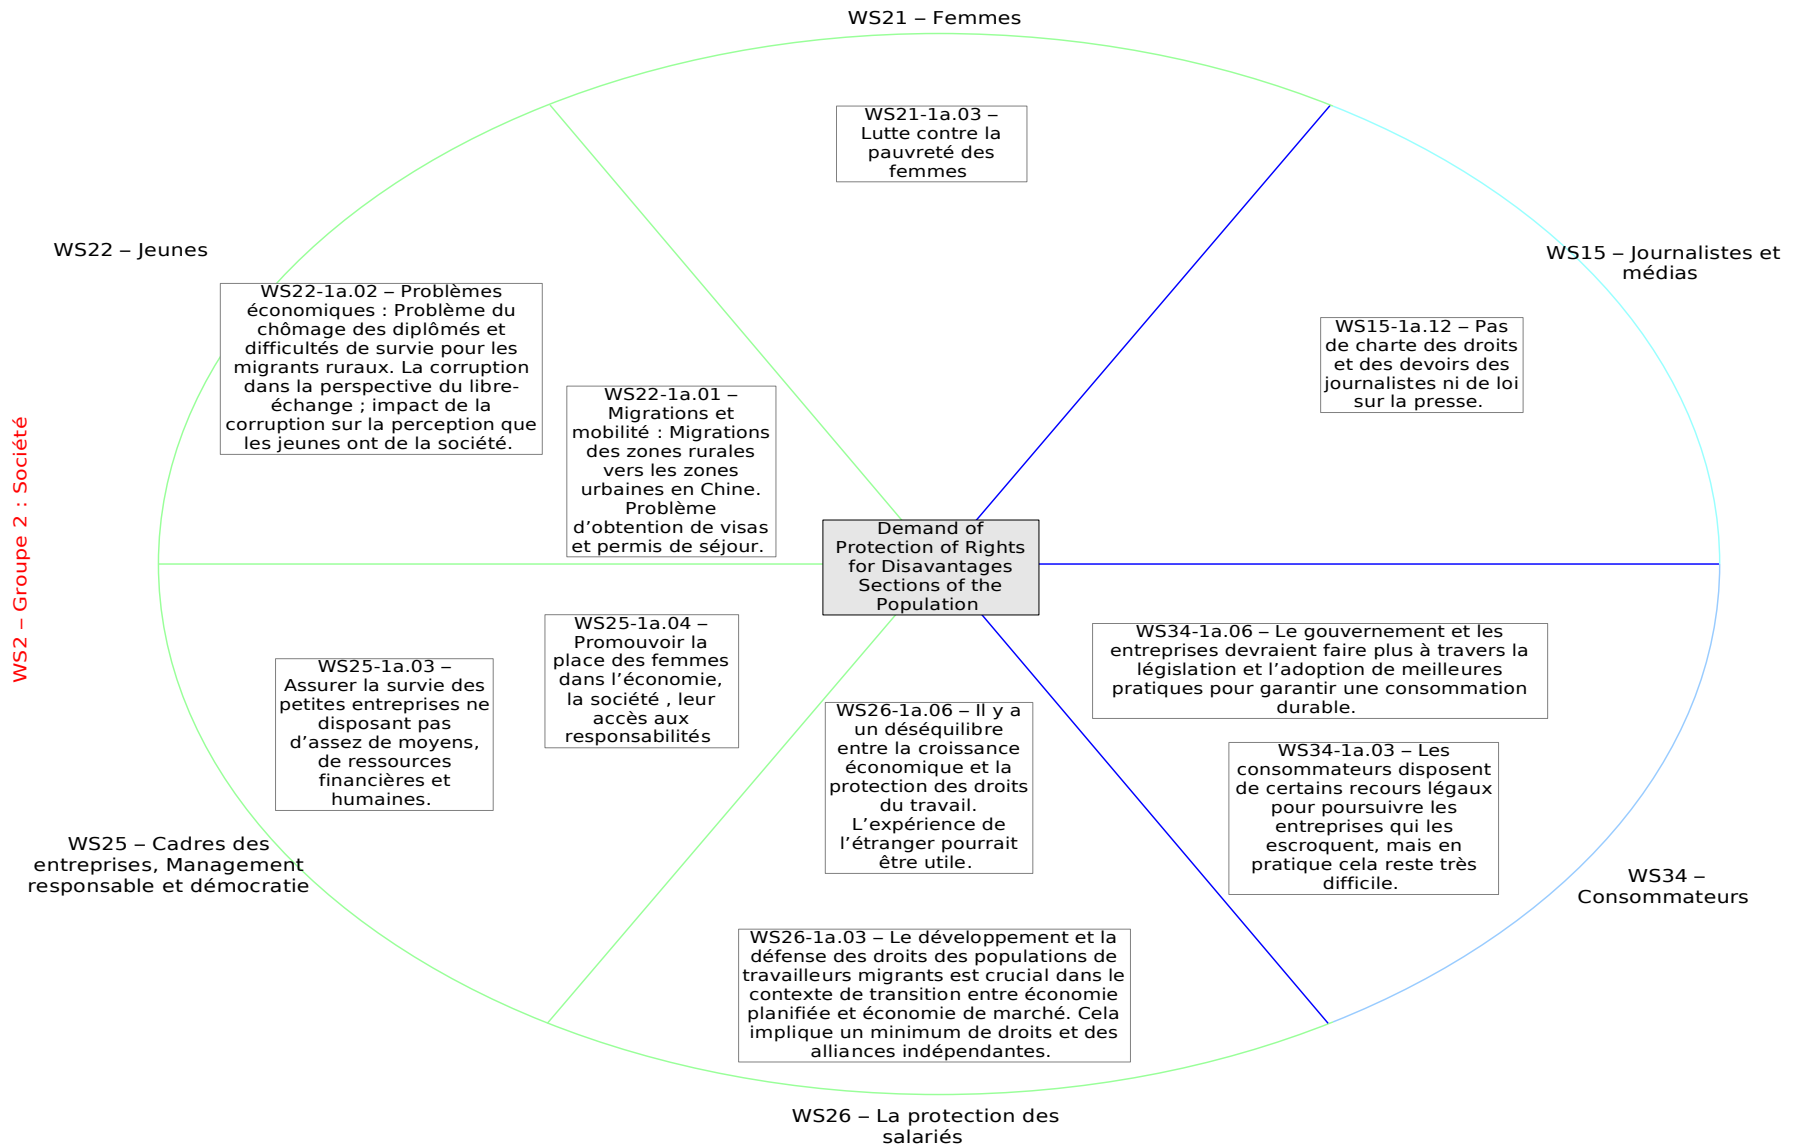 WS21 – Femmes
WS21-1a.03 –
Lutte contre la
pauvreté des
femmes
WS22 – Jeunes
WS22-1a.02 – Problèmes
économiques : Problème du
chômage des diplômés et
difficultés de survie pour les
migrants ruraux. La corruption
dans la perspective du libre-
échange ; impact de la
corruption sur la perception que
les jeunes ont de la société.
WS22-1a.01 –
Migrations et
mobilité : Migrations
des zones rurales
vers les zones
urbaines en Chine.
Problème
d’obtention de visas
et permis de séjour.
WS15 – Journalistes et
médias
WS15-1a.12 – Pas
de charte des droits
et des devoirs des
journalistes ni de loi
sur la presse.
WS2 – Groupe 2 : Société
Demand of
Protection of Rights
for Disavantages
Sections of the
Population
WS25-1a.04 –
Promouvoir la
place des femmes
dans l’économie,
la société , leur
accès aux
responsabilités
WS25-1a.03 –
Assurer la survie des
petites entreprises ne
disposant pas
d’assez de moyens,
de ressources
financières et
humaines.
WS25 – Cadres des
entreprises, Management
responsable et démocratie
WS26-1a.06 – Il y a
un déséquilibre
entre la croissance
économique et la
protection des droits
du travail.
L’expérience de
l’étranger pourrait
être utile.
WS34-1a.06 – Le gouvernement et les
entreprises devraient faire plus à travers la
législation et l’adoption de meilleures
pratiques pour garantir une consommation
durable.
WS34-1a.03 – Les
consommateurs disposent
de certains recours légaux
pour poursuivre les
entreprises qui les
escroquent, mais en
pratique cela reste très
difficile.
WS34 –
Consommateurs
WS26-1a.03 – Le développement et la
défense des droits des populations de
travailleurs migrants est crucial dans le
contexte de transition entre économie
planifiée et économie de marché. Cela
implique un minimum de droits et des
alliances indépendantes.
WS26 – La protection des
salariés